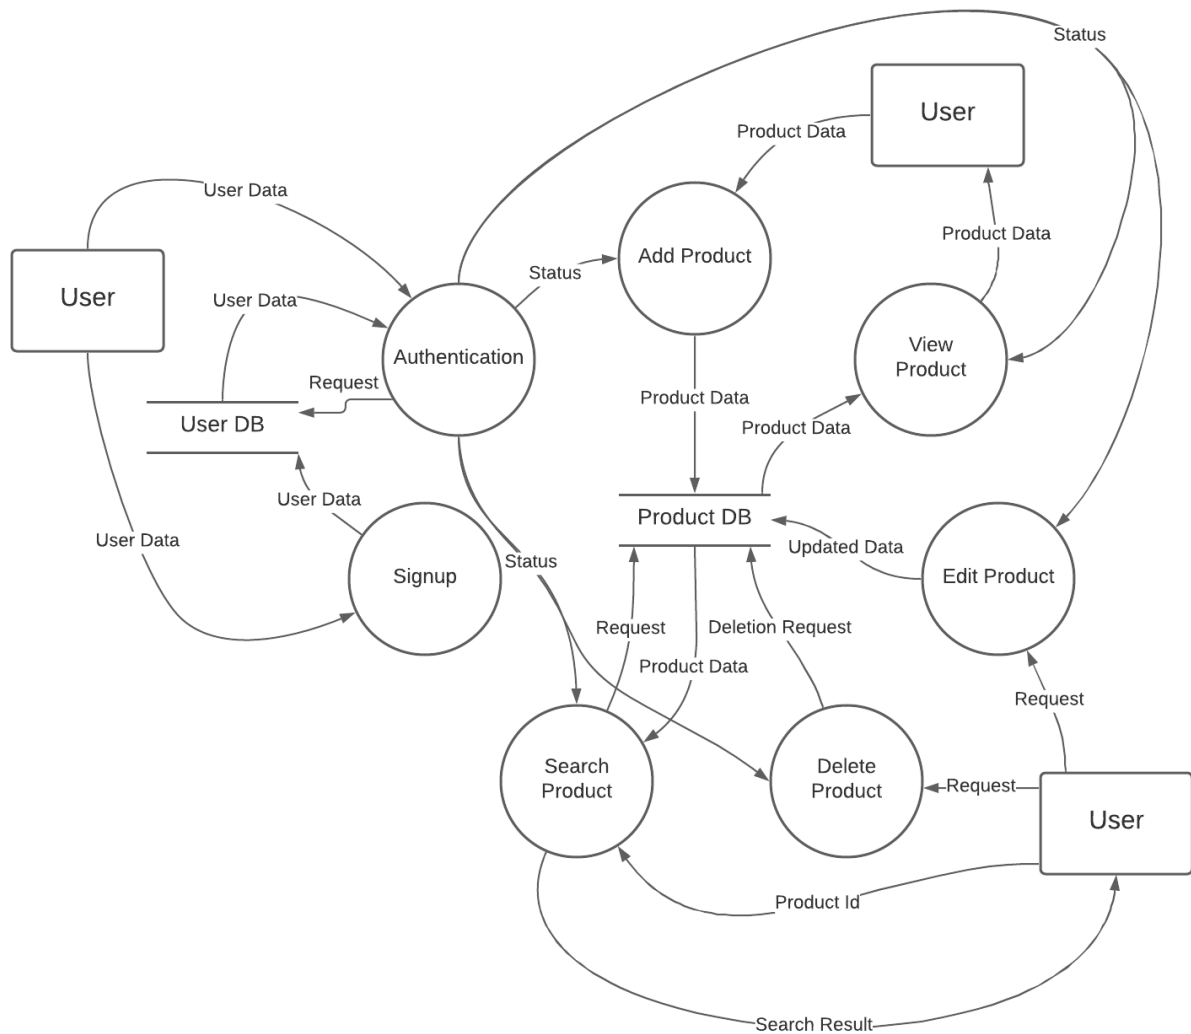 Status
User
Product Data
User Data
Add Product
Product Data
Status
User
User Data
View
Product
Authentication
Request
Product Data
User DB
Product Data
User Data
Product DB
User Data
Updated Data
Status
Signup
Edit Product
Request
Deletion Request
Product Data
Request
Search
Product
Delete
Product
Request
User
Product Id
Search Result